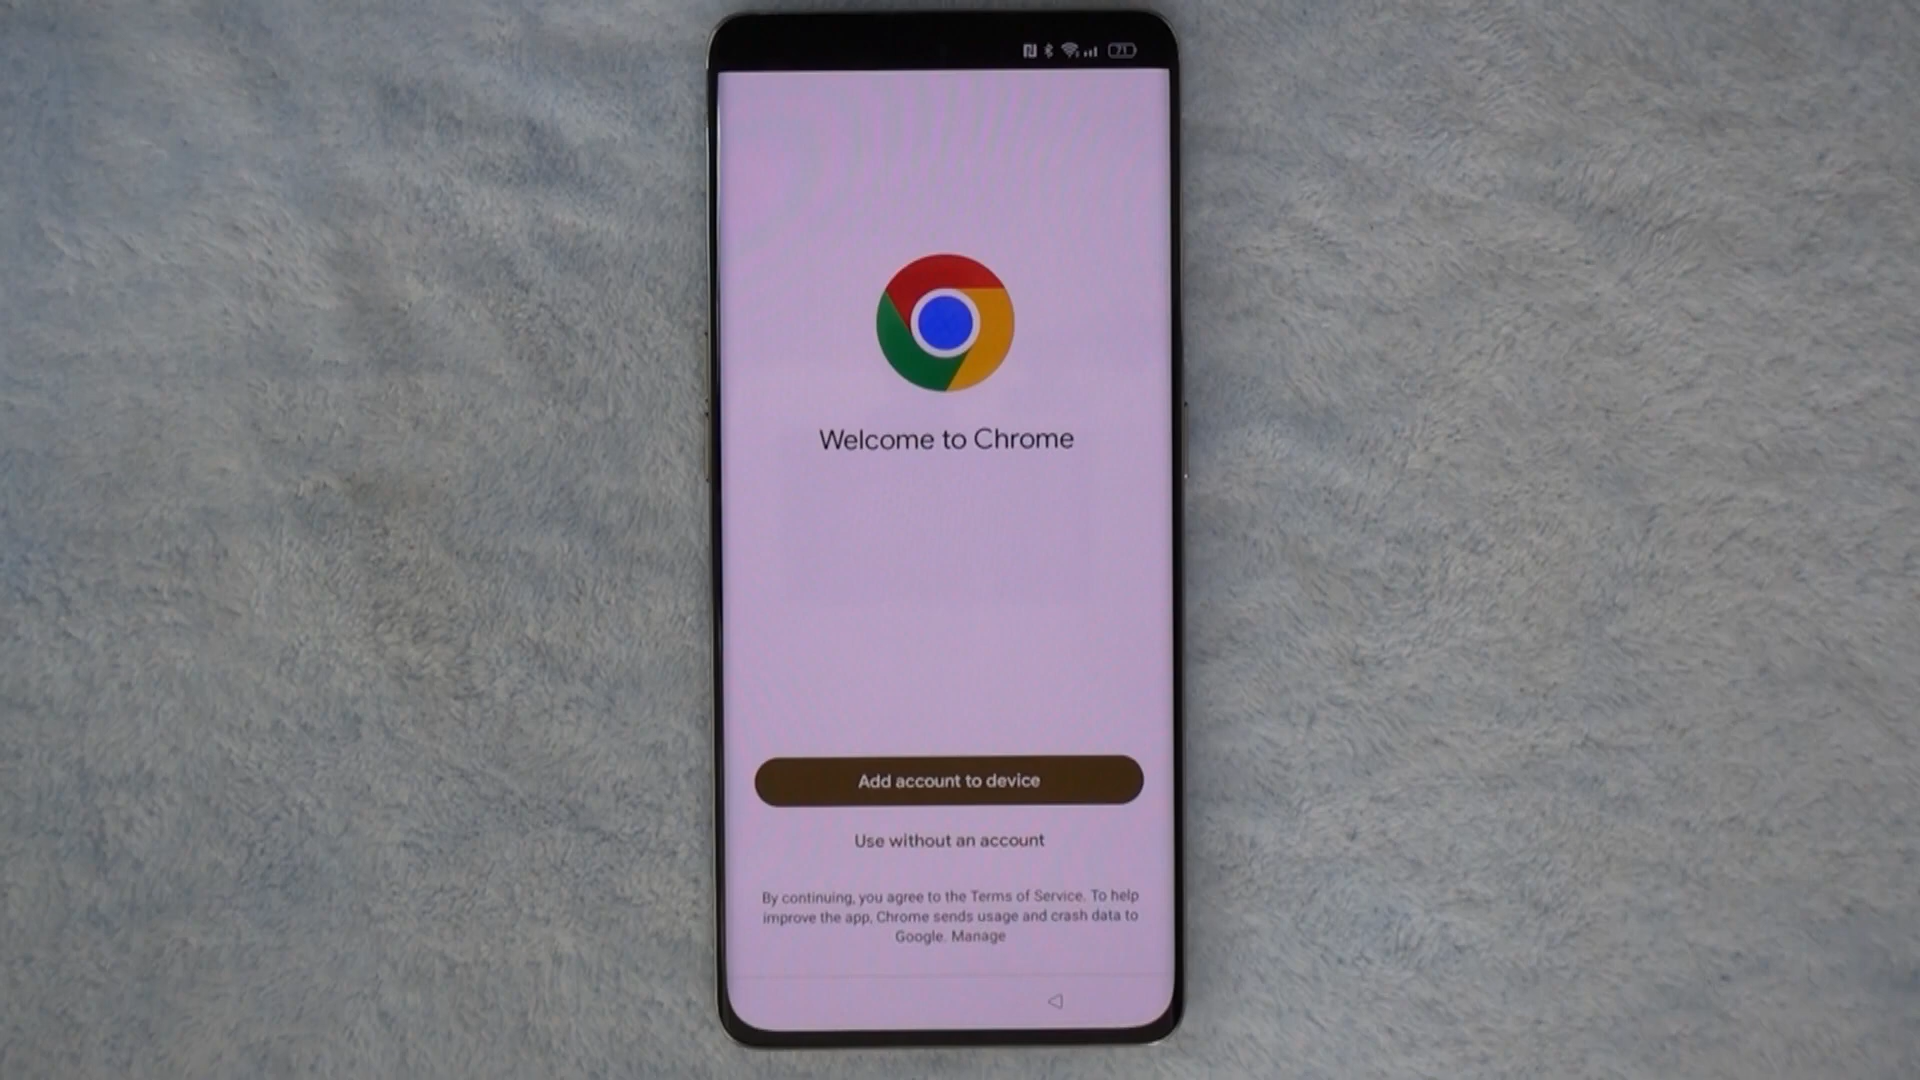 71
Welcome to Chrome
Add account to device
Use without an account
By continuing, you agree to the Terms of Service. To help
improve the app, Chrome sends usage and crash data to
Google. Manage